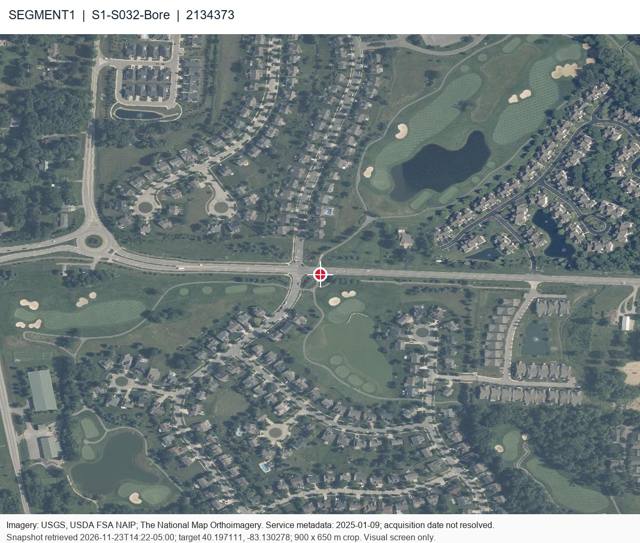 SEGMENT1 | S1-S032-Bore | 2134373
Imagery: USGS, USDA FSA NAIP; The National Map Orthoimagery. Service metadata: 2025-01-09; acquisition date not resolved.
Snapshot retrieved 2026-11-23T14:22-05:00; target 40.197111, -83.130278; 900 x 650 m crop. Visual screen only.